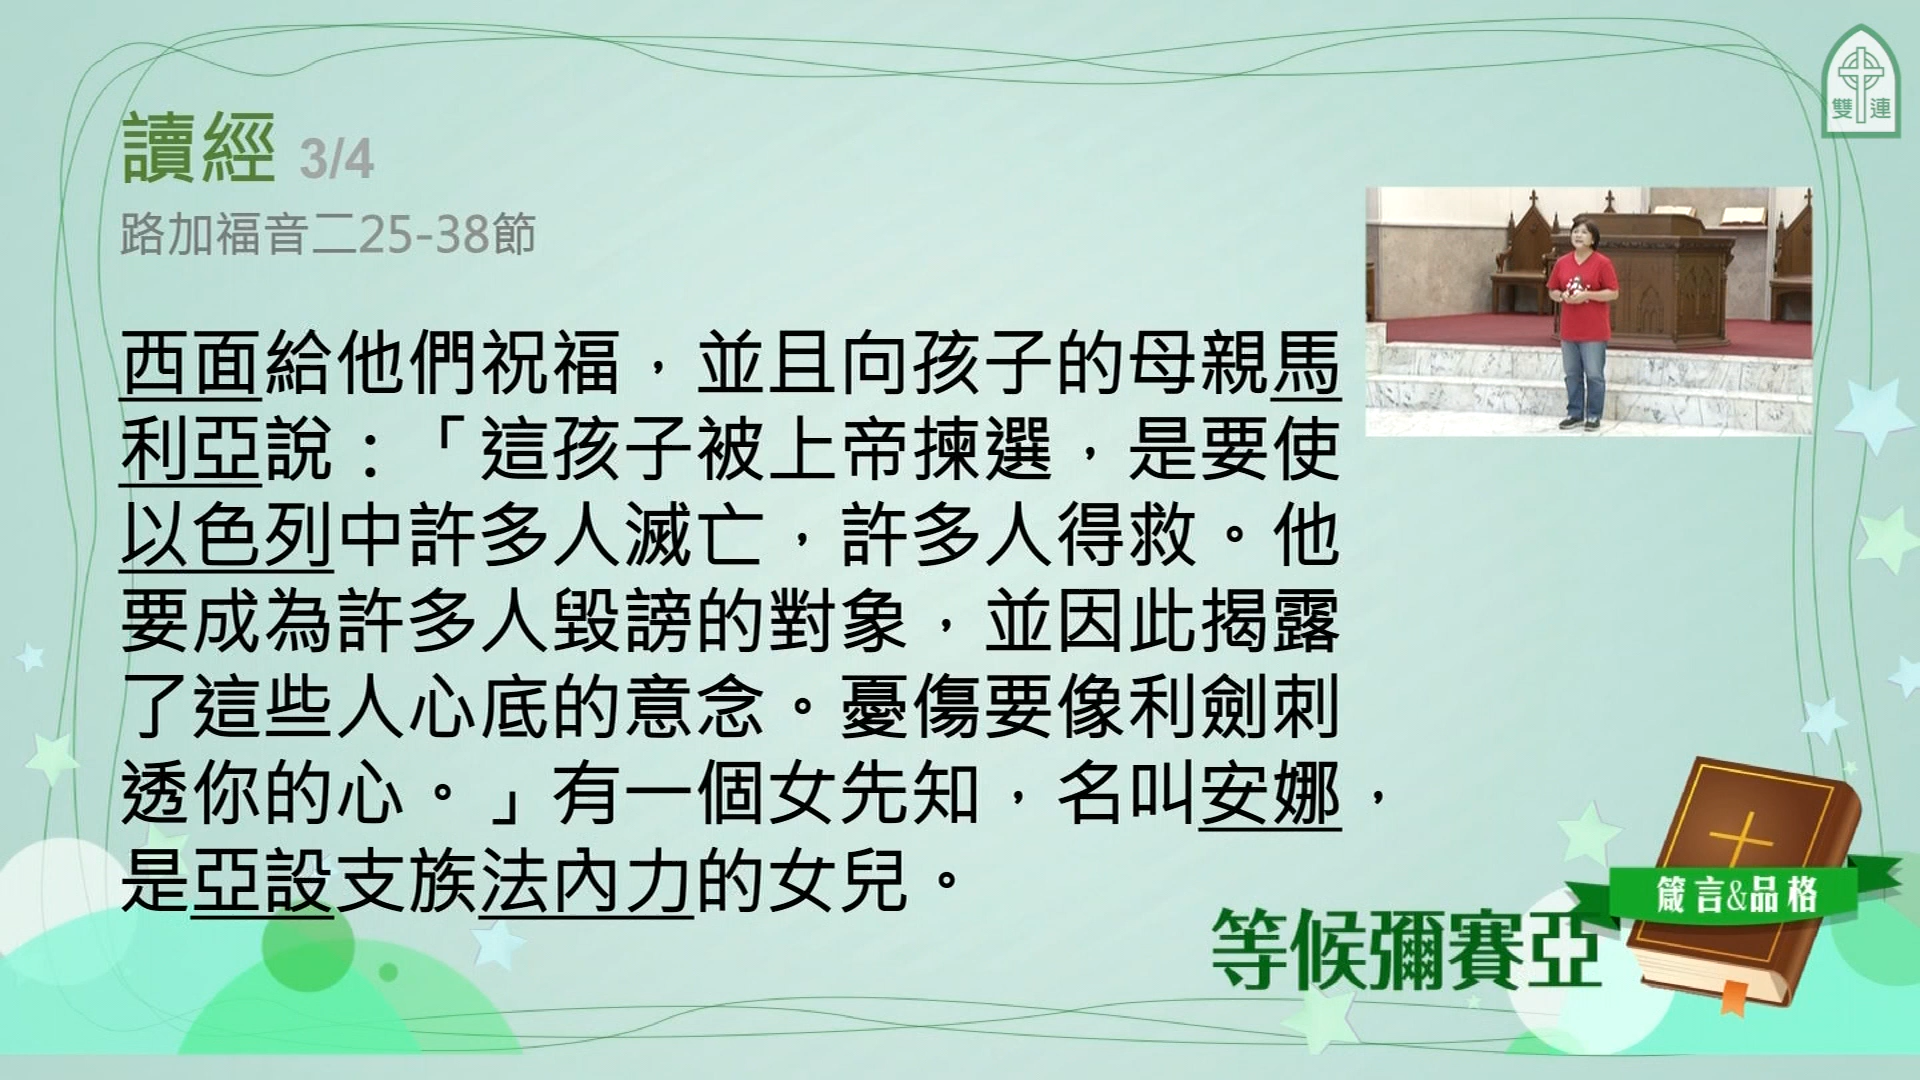 讀經 3/4
路加福音二25-38節
西面給他們祝福，並且向孩子的母親馬
利亞說：「這孩子被上帝揀選，是要使
以色列中許多人滅亡，許多人得救。他
要成為許多人毀謗的對象，並因此揭露
了這些人心底的意念。憂傷要像利劍刺
透你的心。」有一個女先知，名叫安娜，
是亞設支族法內力的女兒。
雙連
箴言&品格
等候彌賽亞